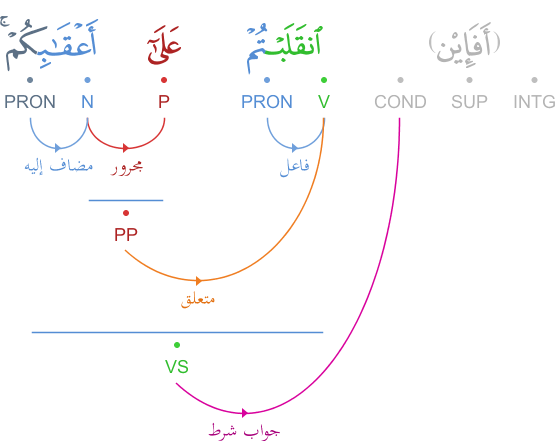 (أَفَإِي۟ن) ٱنقَلَبۡتُمۡ عَلَىٰٓ أَعۡقَٰبِكُمۡۚ
INTG SUP COND V PRON P N PRON
فاعل مجرور مضاف إليه
PP
متعلق
VS
جواب شرط